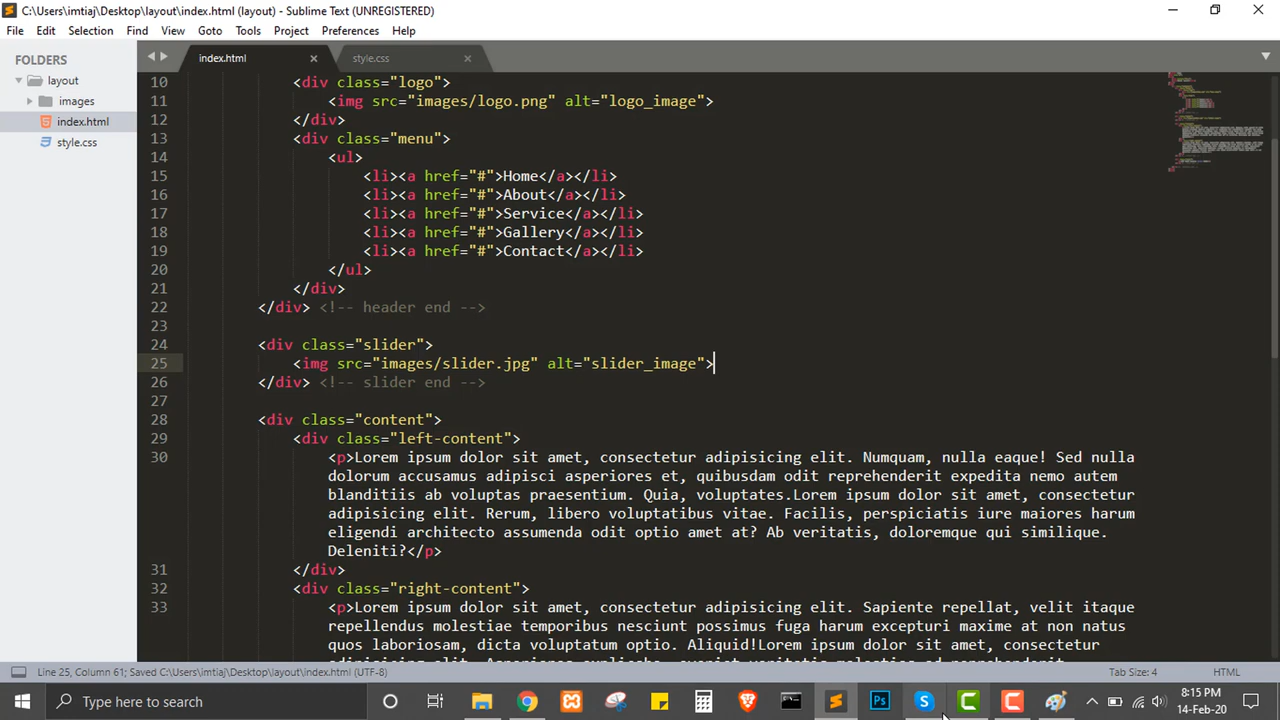 C:\Users\imtiaj\Desktop\layout\index.html (layout) - Sublime Text (UNREGISTERED)
File Edit Selection Find View Goto Tools Project Preferences Help
FOLDERS
layout
images
index.html
style.css
index.html
style.css
10 <div class="logo">
11 <img src="images/logo.png" alt="logo_image">
12 </div>
13 <div class="menu">
14 <ul>
15 <li><a href="#">Home</a></li>
16 <li><a href="#">About</a></li>
17 <li><a href="#">Service</a></li>
18 <li><a href="#">Gallery</a></li>
19 <li><a href="#">Contact</a></li>
20 </ul>
21 </div>
22 </div> <!-- header end -->
23
24 <div class="slider">
25 <img src="images/slider.jpg" alt="slider_image">
26 </div> <!-- slider end -->
27
28 <div class="content">
29 <div class="left-content">
30 <p>Lorem ipsum dolor sit amet, consectetur adipisicing elit. Numquam, nulla eaque! Sed nulla
dolorum accusamus adipisci asperiores et, quibusdam odit reprehenderit expedita nemo autem
blanditiis ab voluptas praesentium. Quia, voluptates.Lorem ipsum dolor sit amet, consectetur
adipisicing elit. Rerum, libero voluptatibus vitae. Facilis, perspiciatis iure maiores harum
eligendi architecto assumenda odit optio amet at? Ab veritatis, doloremque qui similique.
Deleniti?</p>
31 </div>
32 <div class="right-content">
33 <p>Lorem ipsum dolor sit amet, consectetur adipisicing elit. Sapiente repellat, velit itaque
repellendus molestiae temporibus nesciunt possimus fuga harum excepturi maxime at non natus
quos laboriosam, dicta voluptatum optio. Aliquid!Lorem ipsum dolor sit amet, consectetur
Line 25, Column 61; Saved C:\Users\imtiaj\Desktop\layout\index.html (UTF-8)
Tab Size: 4
HTML
Type here to search
Ps
8:15 PM
14-Feb-20